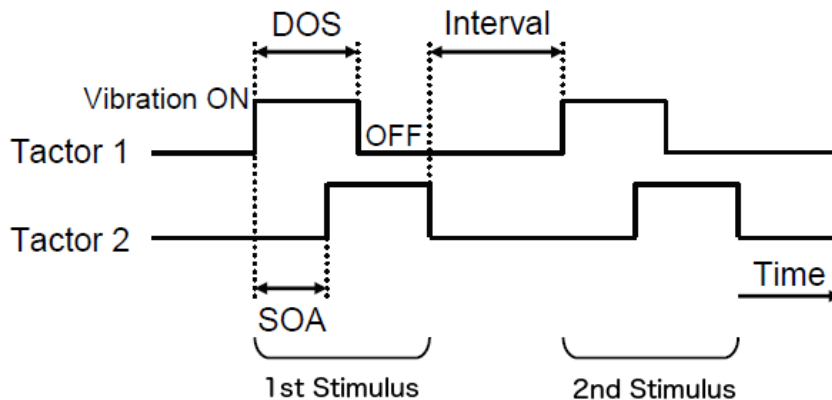 DOS
Interval
Vibration ON
OFF
Tactor 1
Tactor 2
Time
SOA
1st Stimulus
2nd Stimulus